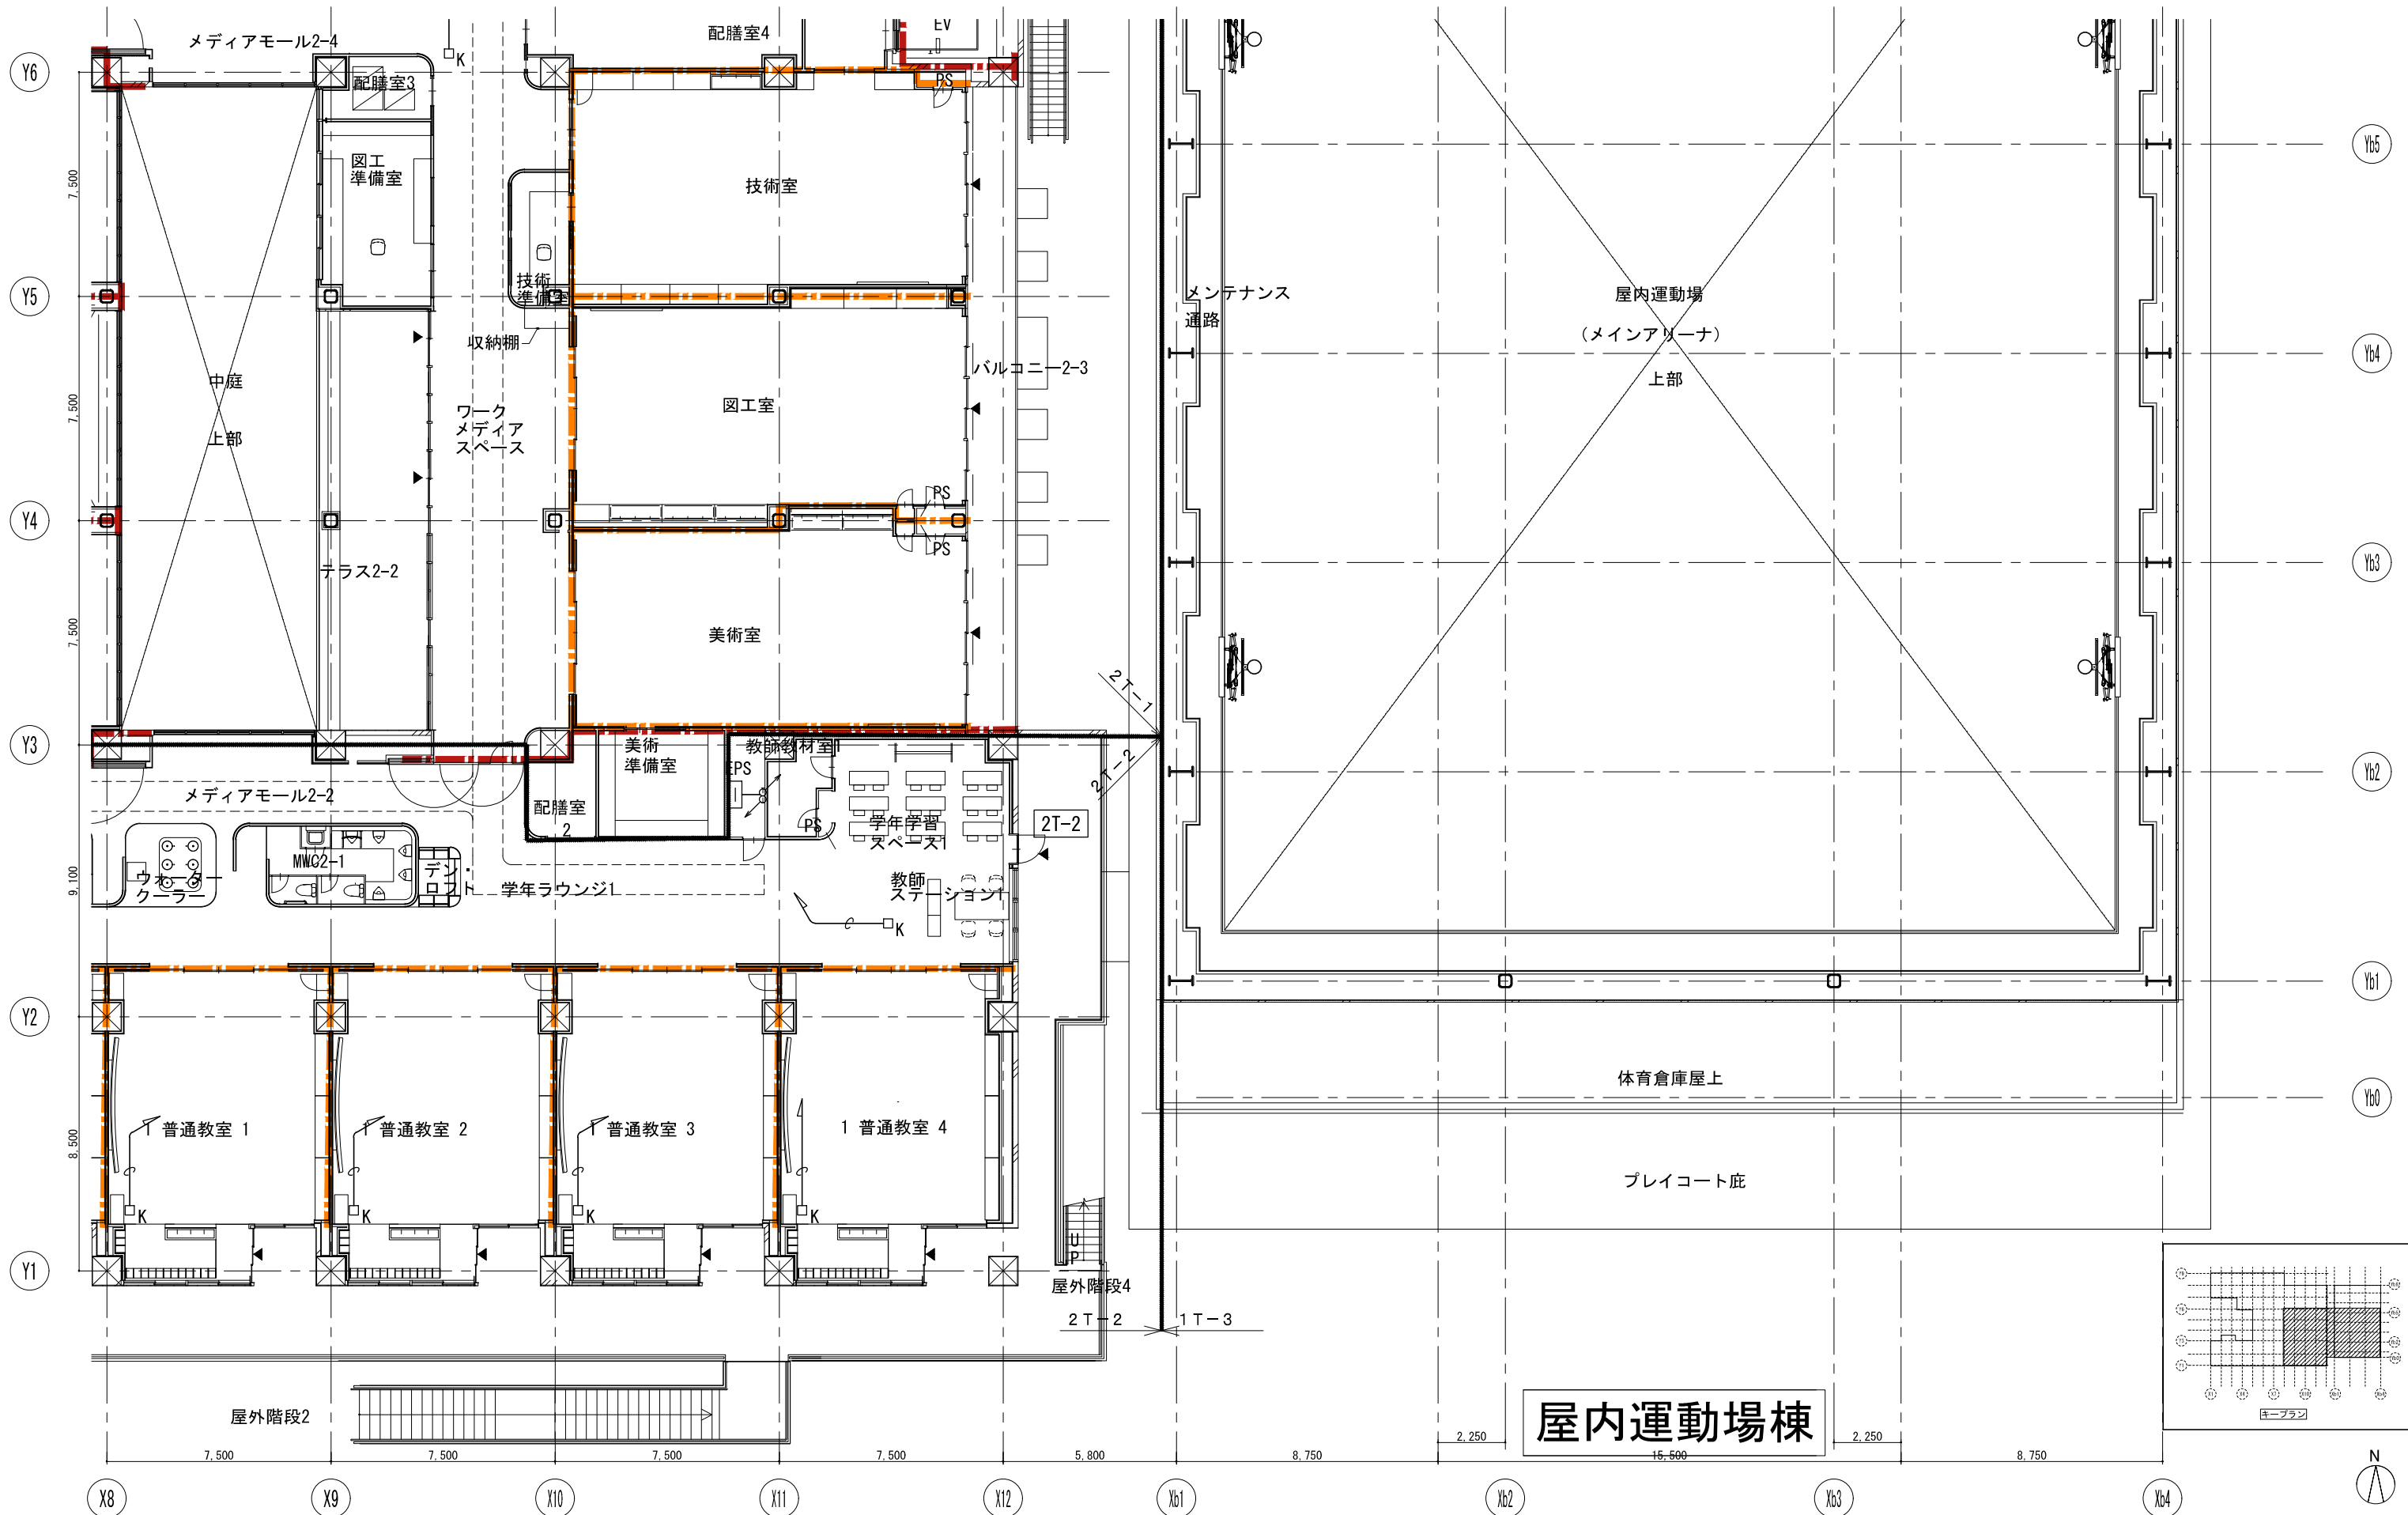 メディアモール2-4
配膳室4
EV
K
Y6
配膳室3
PS
7,500
図工
準備室
技術室
Yb5
Y5
技術
準備室
メンテナンス
通路
屋内運動場
(メインアリーナ)
上部
収納棚
Yb4
バルコニー2-3
中庭
上部
7,500
ワーク
メディア
スペース
図工室
PS
Y4
PS
テラス2-2
Yb3
7,500
美術室
2T-1
Y3
美術
準備室
教師教材室1
EPS
2T-2
Yb2
メディアモール2-2
配膳室
2
PS
学年学習
スペース1
2T-2
MWC2-1
ウォーター
クーラー
デン・
ロフト
学年ラウンジ1
教師
ステーション1
9,100
K
Yb1
Y2
体育倉庫屋上
Yb0
8,500
1 普通教室 1
1 普通教室 2
1 普通教室 3
1 普通教室 4
プレイコート庇
K
K
K
K
UP
Y1
屋外階段4
2T-2
1T-3
屋外階段2
屋内運動場棟
キープラン
7,500
7,500
7,500
7,500
5,800
8,750
2,250
15,500
2,250
8,750
N
X8
X9
X10
X11
X12
Xb1
Xb2
Xb3
Xb4